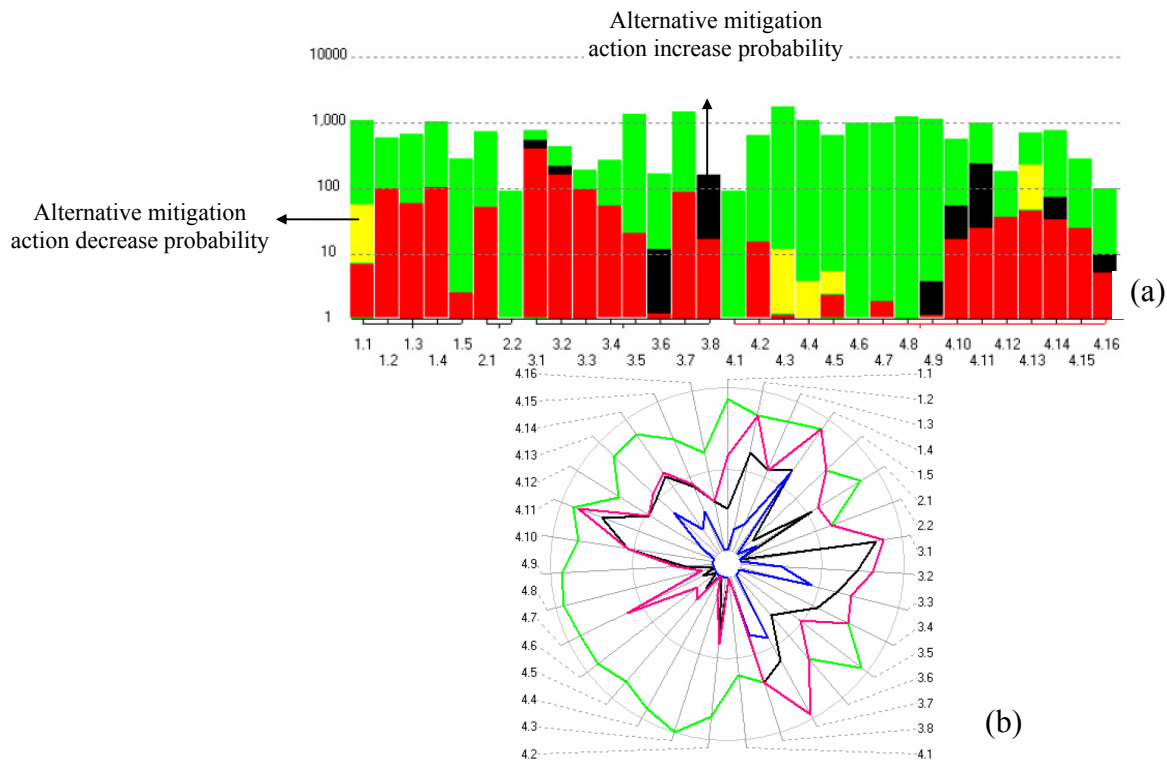 Alternative mitigation
action increase probability
10000
1,000
Alternative mitigation
action decrease probability
100
10
1
(a)
1.1 1.3 1.5 2.2 3.2 3.4 3.6 3.8 4.2 4.4 4.6 4.8 4.10 4.12 4.14 4.16
1.2 1.4 2.1 3.1 3.3 3.5 3.7 4.1 4.3 4.5 4.7 4.9 4.11 4.13 4.15
4.16 1.1
4.15 1.2
4.14 1.3
4.13 1.4
4.12 1.5
4.11 2.1
4.10 2.2
4.9 3.1
4.8 3.2
4.7 3.3
4.6 3.4
4.5 3.5
4.4 3.6
4.3 3.7
3.8
4.2 4.1
(b)